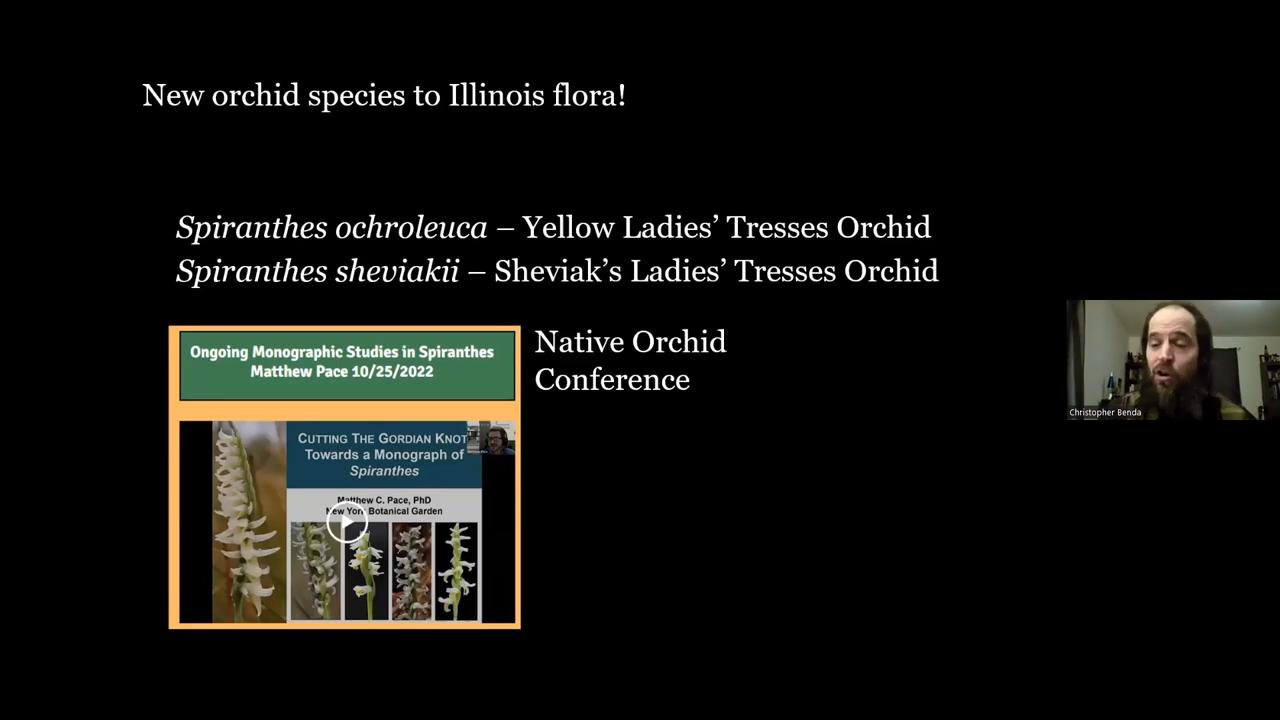 New orchid species to Illinois flora!
Spiranthes ochroleuca – Yellow Ladies’ Tresses Orchid
Spiranthes sheviakii – Sheviak’s Ladies’ Tresses Orchid
Ongoing Monographic Studies in Spiranthes
Matthew Pace 10/25/2022
Native Orchid
Conference
CUTTING THE GORDIAN KNOT
Towards a Monograph of
Spiranthes
Matthew C. Pace, PhD
New York Botanical Garden
Christopher Benda